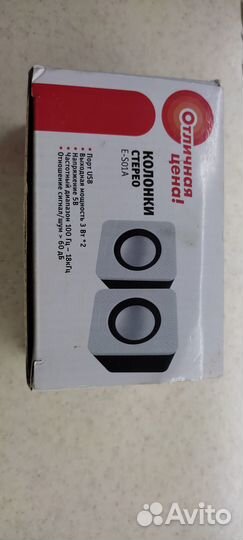 Отличная
цена!
КОЛОНКИ
СТЕРЕО
E-S01A
• Порт USB
• Выходная мощность 3 Вт * 2
• Напряжение 5В
• Частотный диапазон 100 Гц – 18кГц
• Отношение сигнал/шум > 60 дБ
Avito